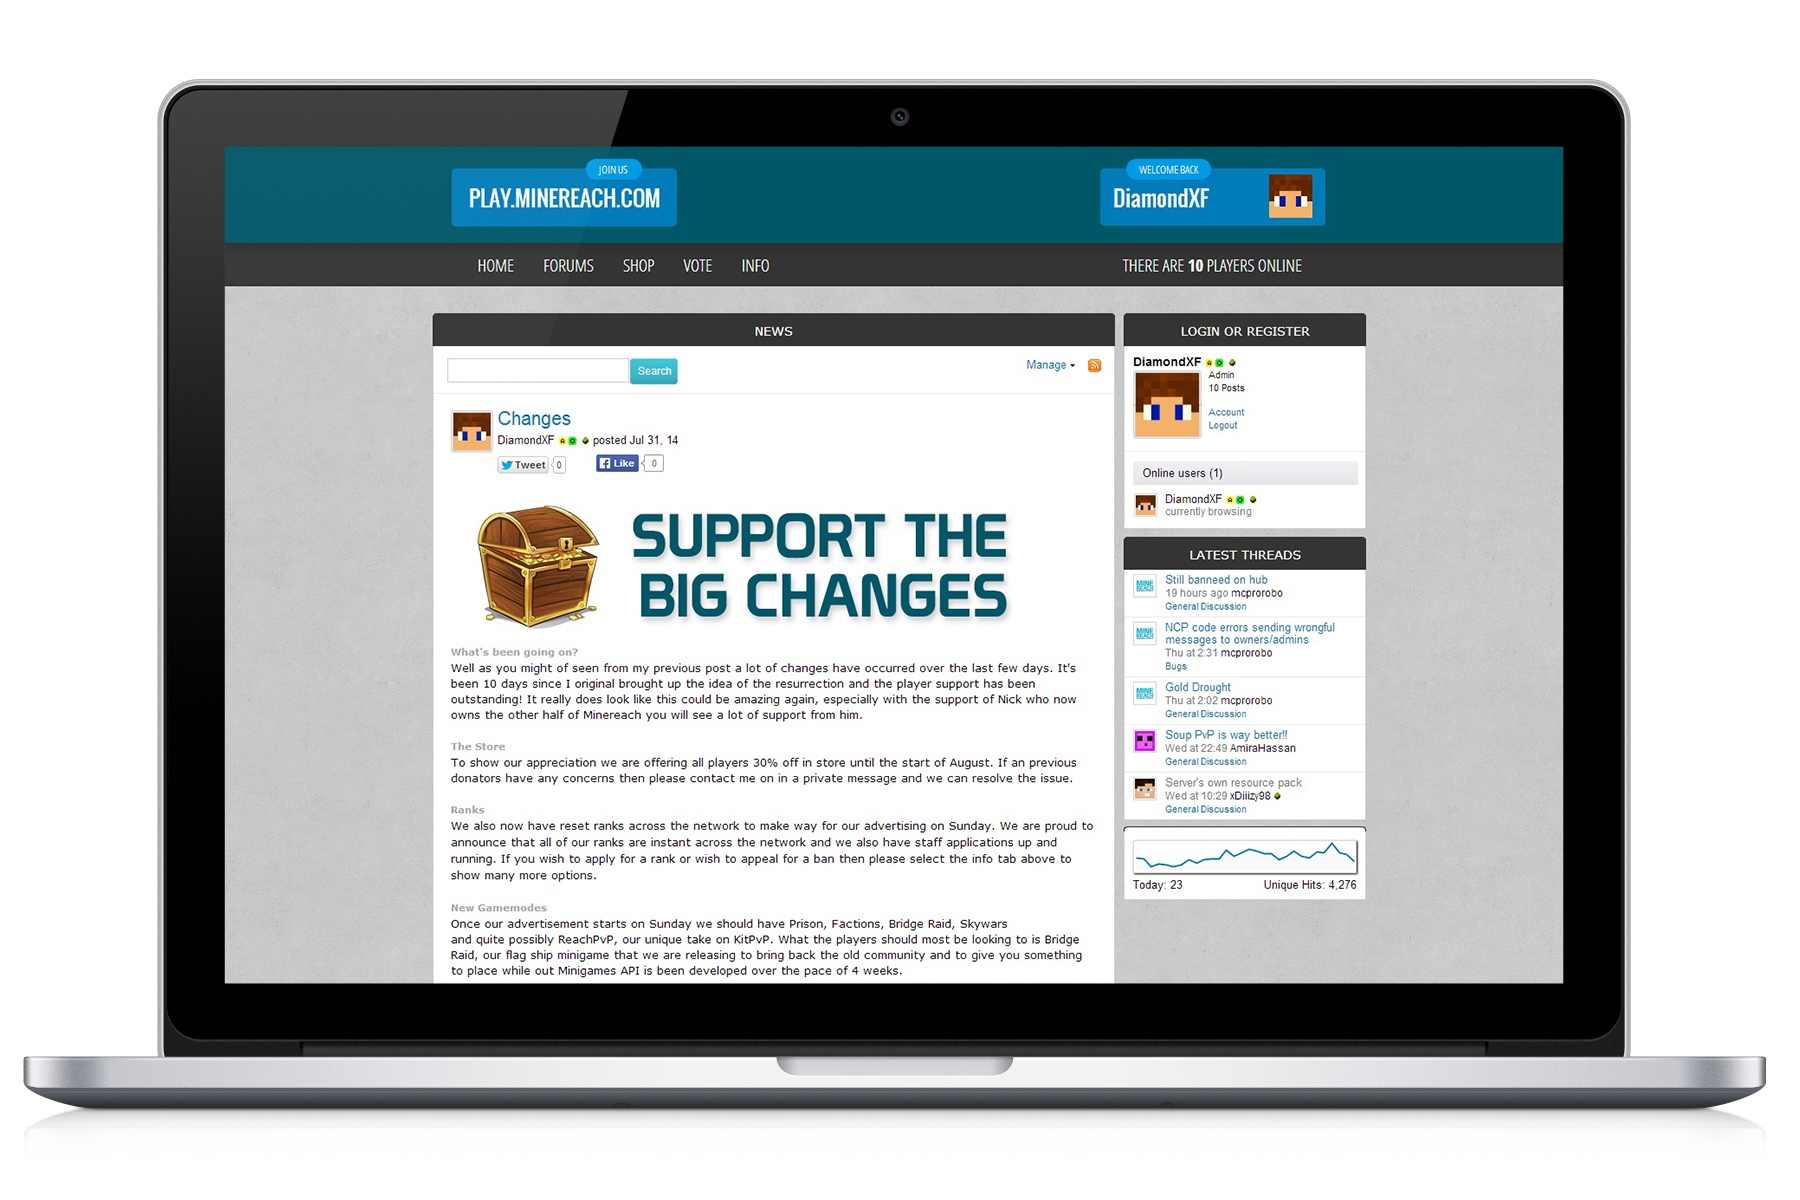 JOIN US
PLAY.MINEREACH.COM
WELCOME BACK
DiamondXF
HOME FORUMS SHOP VOTE INFO
THERE ARE 10 PLAYERS ONLINE
NEWS
Search
Manage
Changes
DiamondXF posted Jul 31, 14
Tweet 0
Like 0
SUPPORT THE
BIG CHANGES
What's been going on?
Well as you might of seen from my previous post a lot of changes have occurred over the last few days. It's
been 10 days since I original brought up the idea of the resurrection and the player support has been
outstanding! It really does look like this could be amazing again, especially with the support of Nick who now
owns the other half of Minereach you will see a lot of support from him.
The Store
To show our appreciation we are offering all players 30% off in store until the start of August. If an previous
donators have any concerns then please contact me on in a private message and we can resolve the issue.
Ranks
We also now have reset ranks across the network to make way for our advertising on Sunday. We are proud to
announce that all of our ranks are instant across the network and we also have staff applications up and
running. If you wish to apply for a rank or wish to appeal for a ban then please select the info tab above to
show many more options.
New Gamemodes
Once our advertisement starts on Sunday we should have Prison, Factions, Bridge Raid, Skywars
and quite possibly ReachPvP, our unique take on KitPvP. What the players should most be looking to is Bridge
Raid, our flag ship minigame that we are releasing to bring back the old community and to give you something
to place while out Minigames API is been developed over the pace of 4 weeks.
LOGIN OR REGISTER
DiamondXF
Admin
10 Posts
Account
Logout
Online users (1)
DiamondXF
currently browsing
LATEST THREADS
MINE
REACH
Still banneed on hub
19 hours ago mcprorobo
General Discussion
MINE
REACH
NCP code errors sending wrongful
messages to owners/admins
Thu at 2:31 mcprorobo
Bugs
MINE
REACH
Gold Drought
Thu at 2:02 mcprorobo
General Discussion
Soup PvP is way better!!
Wed at 22:49 AmiraHassan
General Discussion
Server's own resource pack
Wed at 10:29 xDiiizy98
General Discussion
Today: 23 Unique Hits: 4,276